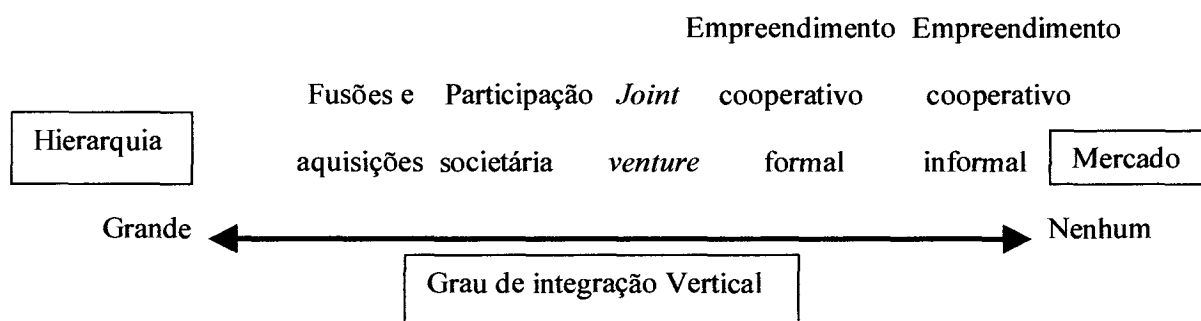 Empreendimento Empreendimento
Fusões e Participação Joint cooperativo cooperativo
Hierarquia
aquisições societária venture formal informal
Mercado
Grande Nenhum
Grau de integração Vertical